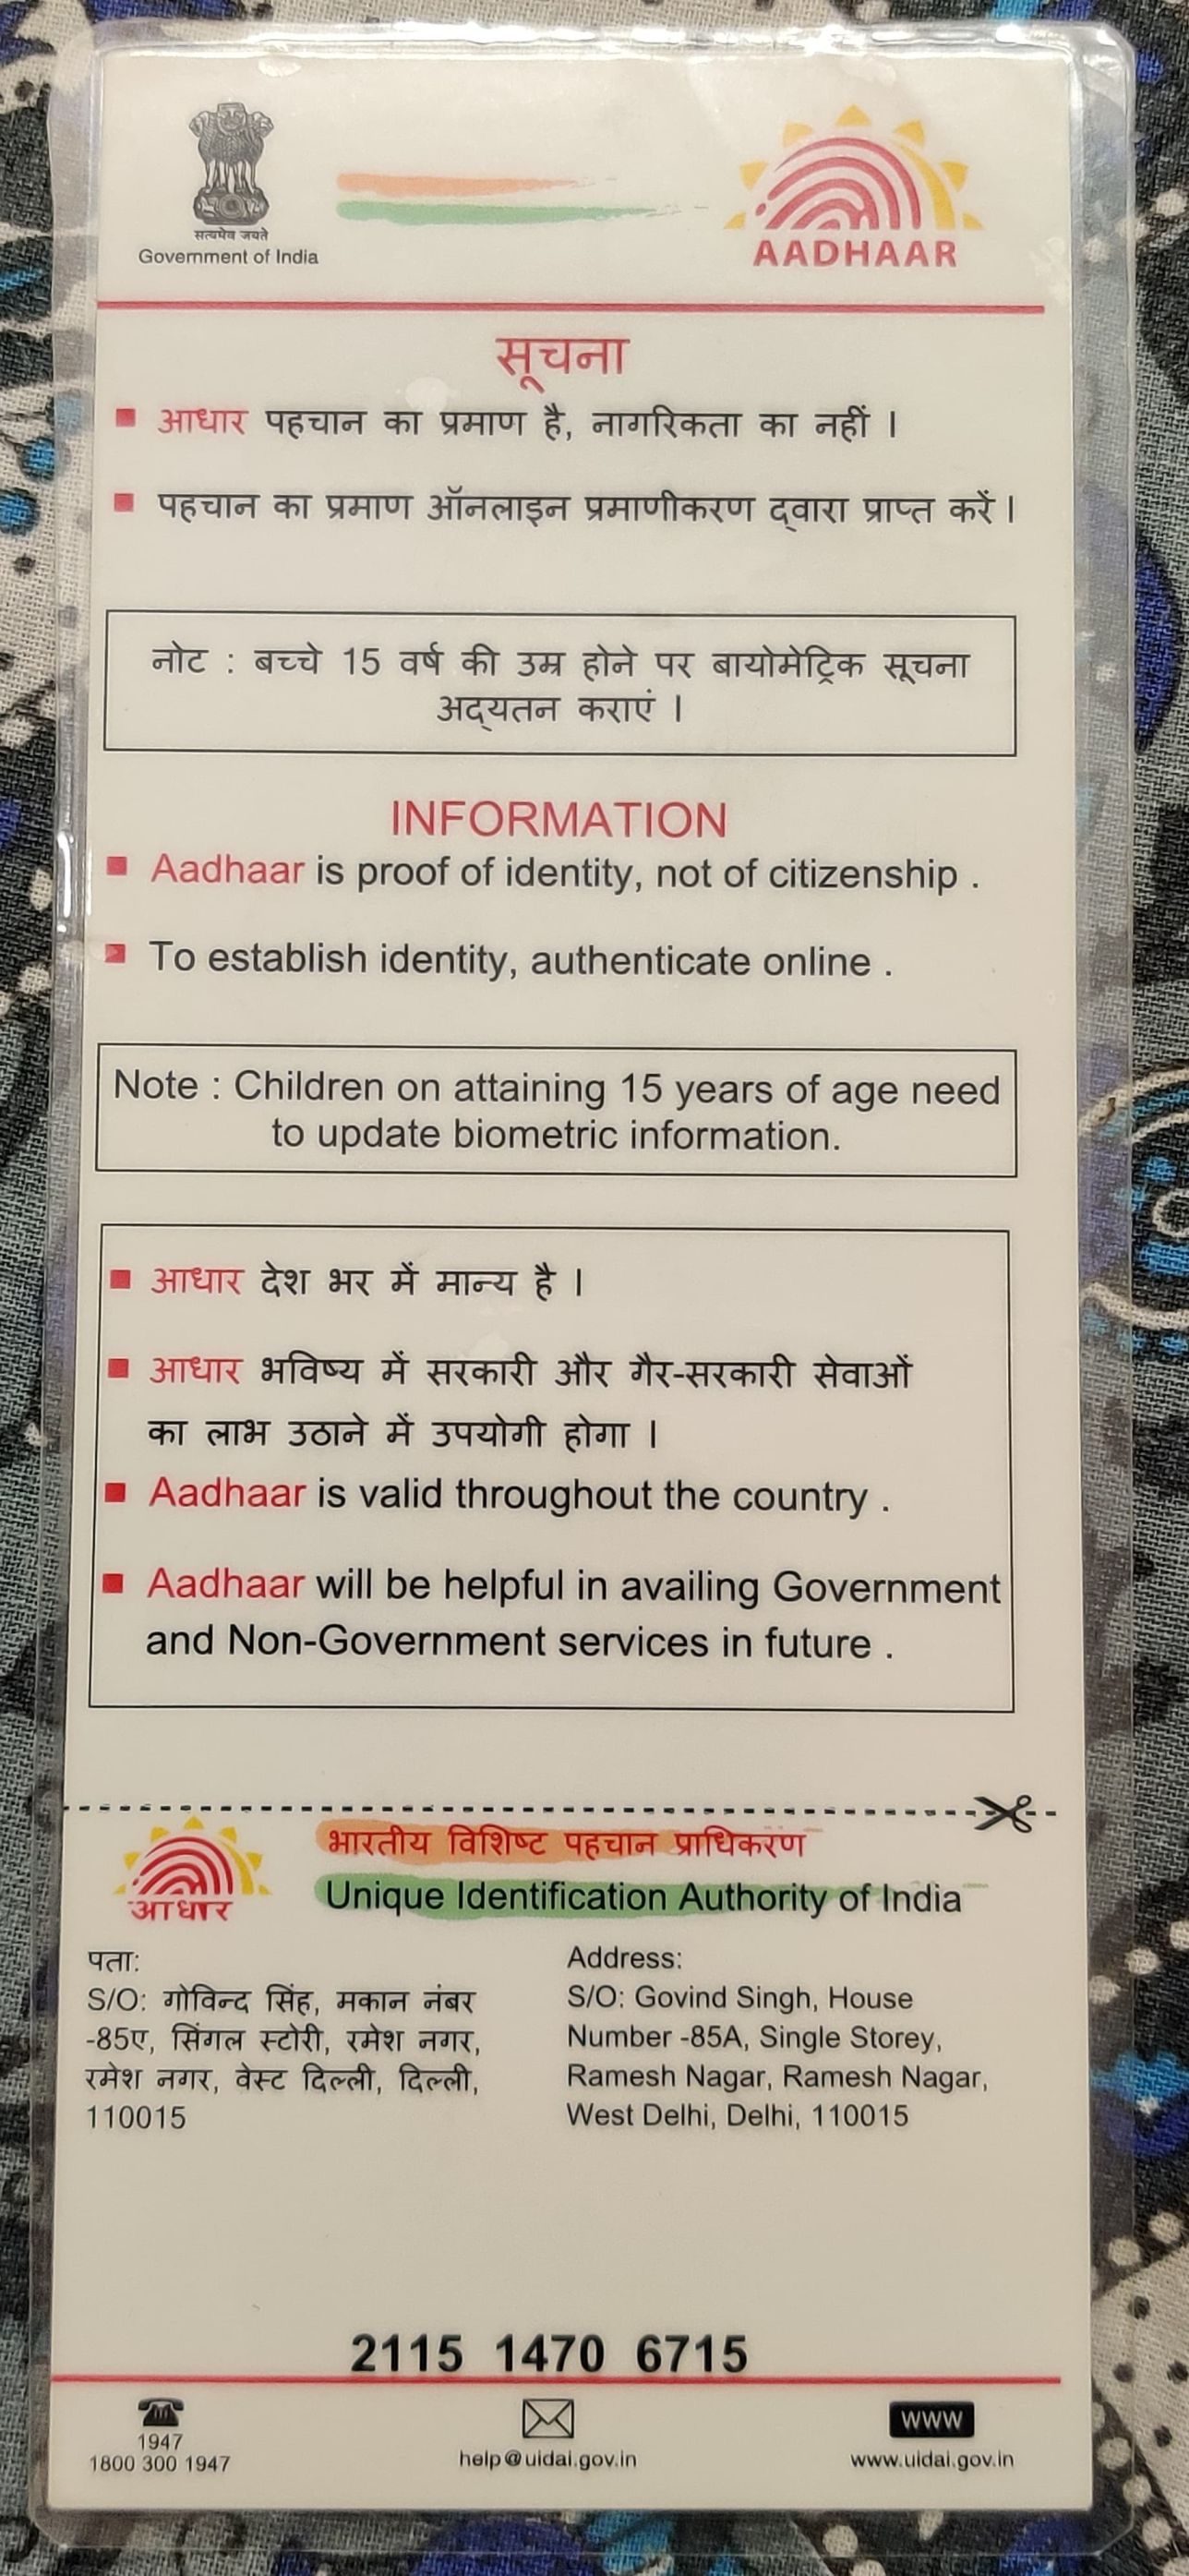 सत्यमेव जयते
Government of India
AADHAAR
सूचना
आधार पहचान का प्रमाण है, नागरिकता का नहीं ।
पहचान का प्रमाण ऑनलाइन प्रमाणीकरण द्वारा प्राप्त करें ।
नोट : बच्चे 15 वर्ष की उम्र होने पर बायोमेट्रिक सूचना
अद्यतन कराएं ।
INFORMATION
Aadhaar is proof of identity, not of citizenship .
To establish identity, authenticate online .
Note : Children on attaining 15 years of age need
to update biometric information.
आधार देश भर में मान्य है ।
आधार भविष्य में सरकारी और गैर-सरकारी सेवाओं
का लाभ उठाने में उपयोगी होगा ।
Aadhaar is valid throughout the country .
Aadhaar will be helpful in availing Government
and Non-Government services in future .
आधार
भारतीय विशिष्ट पहचान प्राधिकरण
Unique Identification Authority of India
पता:
S/O: गोविन्द सिंह, मकान नंबर
-85ए, सिंगल स्टोरी, रमेश नगर,
रमेश नगर, वेस्ट दिल्ली, दिल्ली,
110015
Address:
S/O: Govind Singh, House
Number -85A, Single Storey,
Ramesh Nagar, Ramesh Nagar,
West Delhi, Delhi, 110015
2115 1470 6715
1947
1800 300 1947
help@uidai.gov.in
www
www.uidai.gov.in